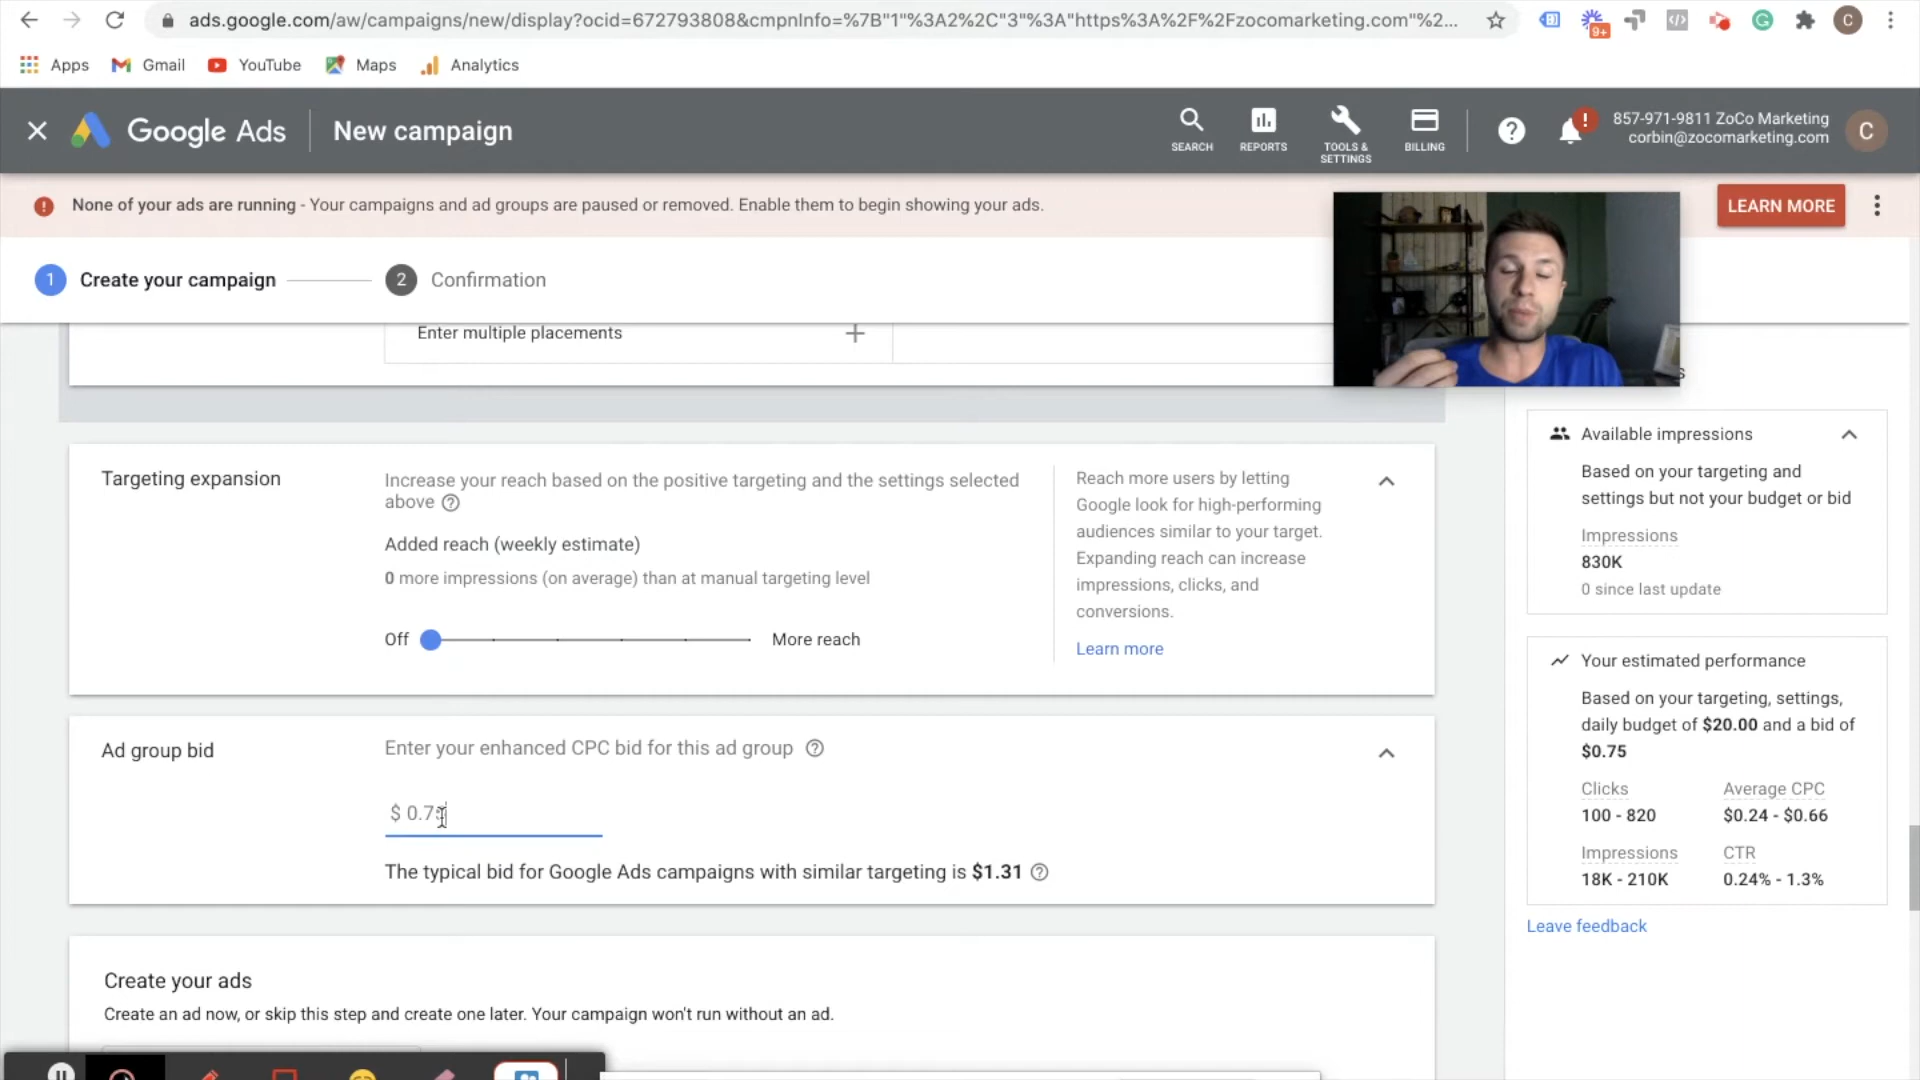 ads.google.com/aw/campaigns/new/display?ocid=672793808&cmpnInfo=%7B"1"%3A2%2C"3"%3A"https%3A%2F%2Fzocomarketing.com"%2...
9+
C
Apps
Gmail
YouTube
Maps
Analytics
Google Ads
New campaign
SEARCH
REPORTS
TOOLS & SETTINGS
BILLING
857-971-9811 ZoCo Marketing
corbin@zocomarketing.com
C
None of your ads are running - Your campaigns and ad groups are paused or removed. Enable them to begin showing your ads.
LEARN MORE
1 Create your campaign
2 Confirmation
Enter multiple placements
Targeting expansion
Increase your reach based on the positive targeting and the settings selected
above
Added reach (weekly estimate)
0 more impressions (on average) than at manual targeting level
Off
More reach
Reach more users by letting
Google look for high-performing
audiences similar to your target.
Expanding reach can increase
impressions, clicks, and
conversions.
Learn more
Ad group bid
Enter your enhanced CPC bid for this ad group
$ 0.75
The typical bid for Google Ads campaigns with similar targeting is $1.31
Create your ads
Create an ad now, or skip this step and create one later. Your campaign won't run without an ad.
Available impressions
Based on your targeting and
settings but not your budget or bid
Impressions
830K
0 since last update
Your estimated performance
Based on your targeting, settings,
daily budget of $20.00 and a bid of
$0.75
Clicks
100 - 820
Average CPC
$0.24 - $0.66
Impressions
18K - 210K
CTR
0.24% - 1.3%
Leave feedback